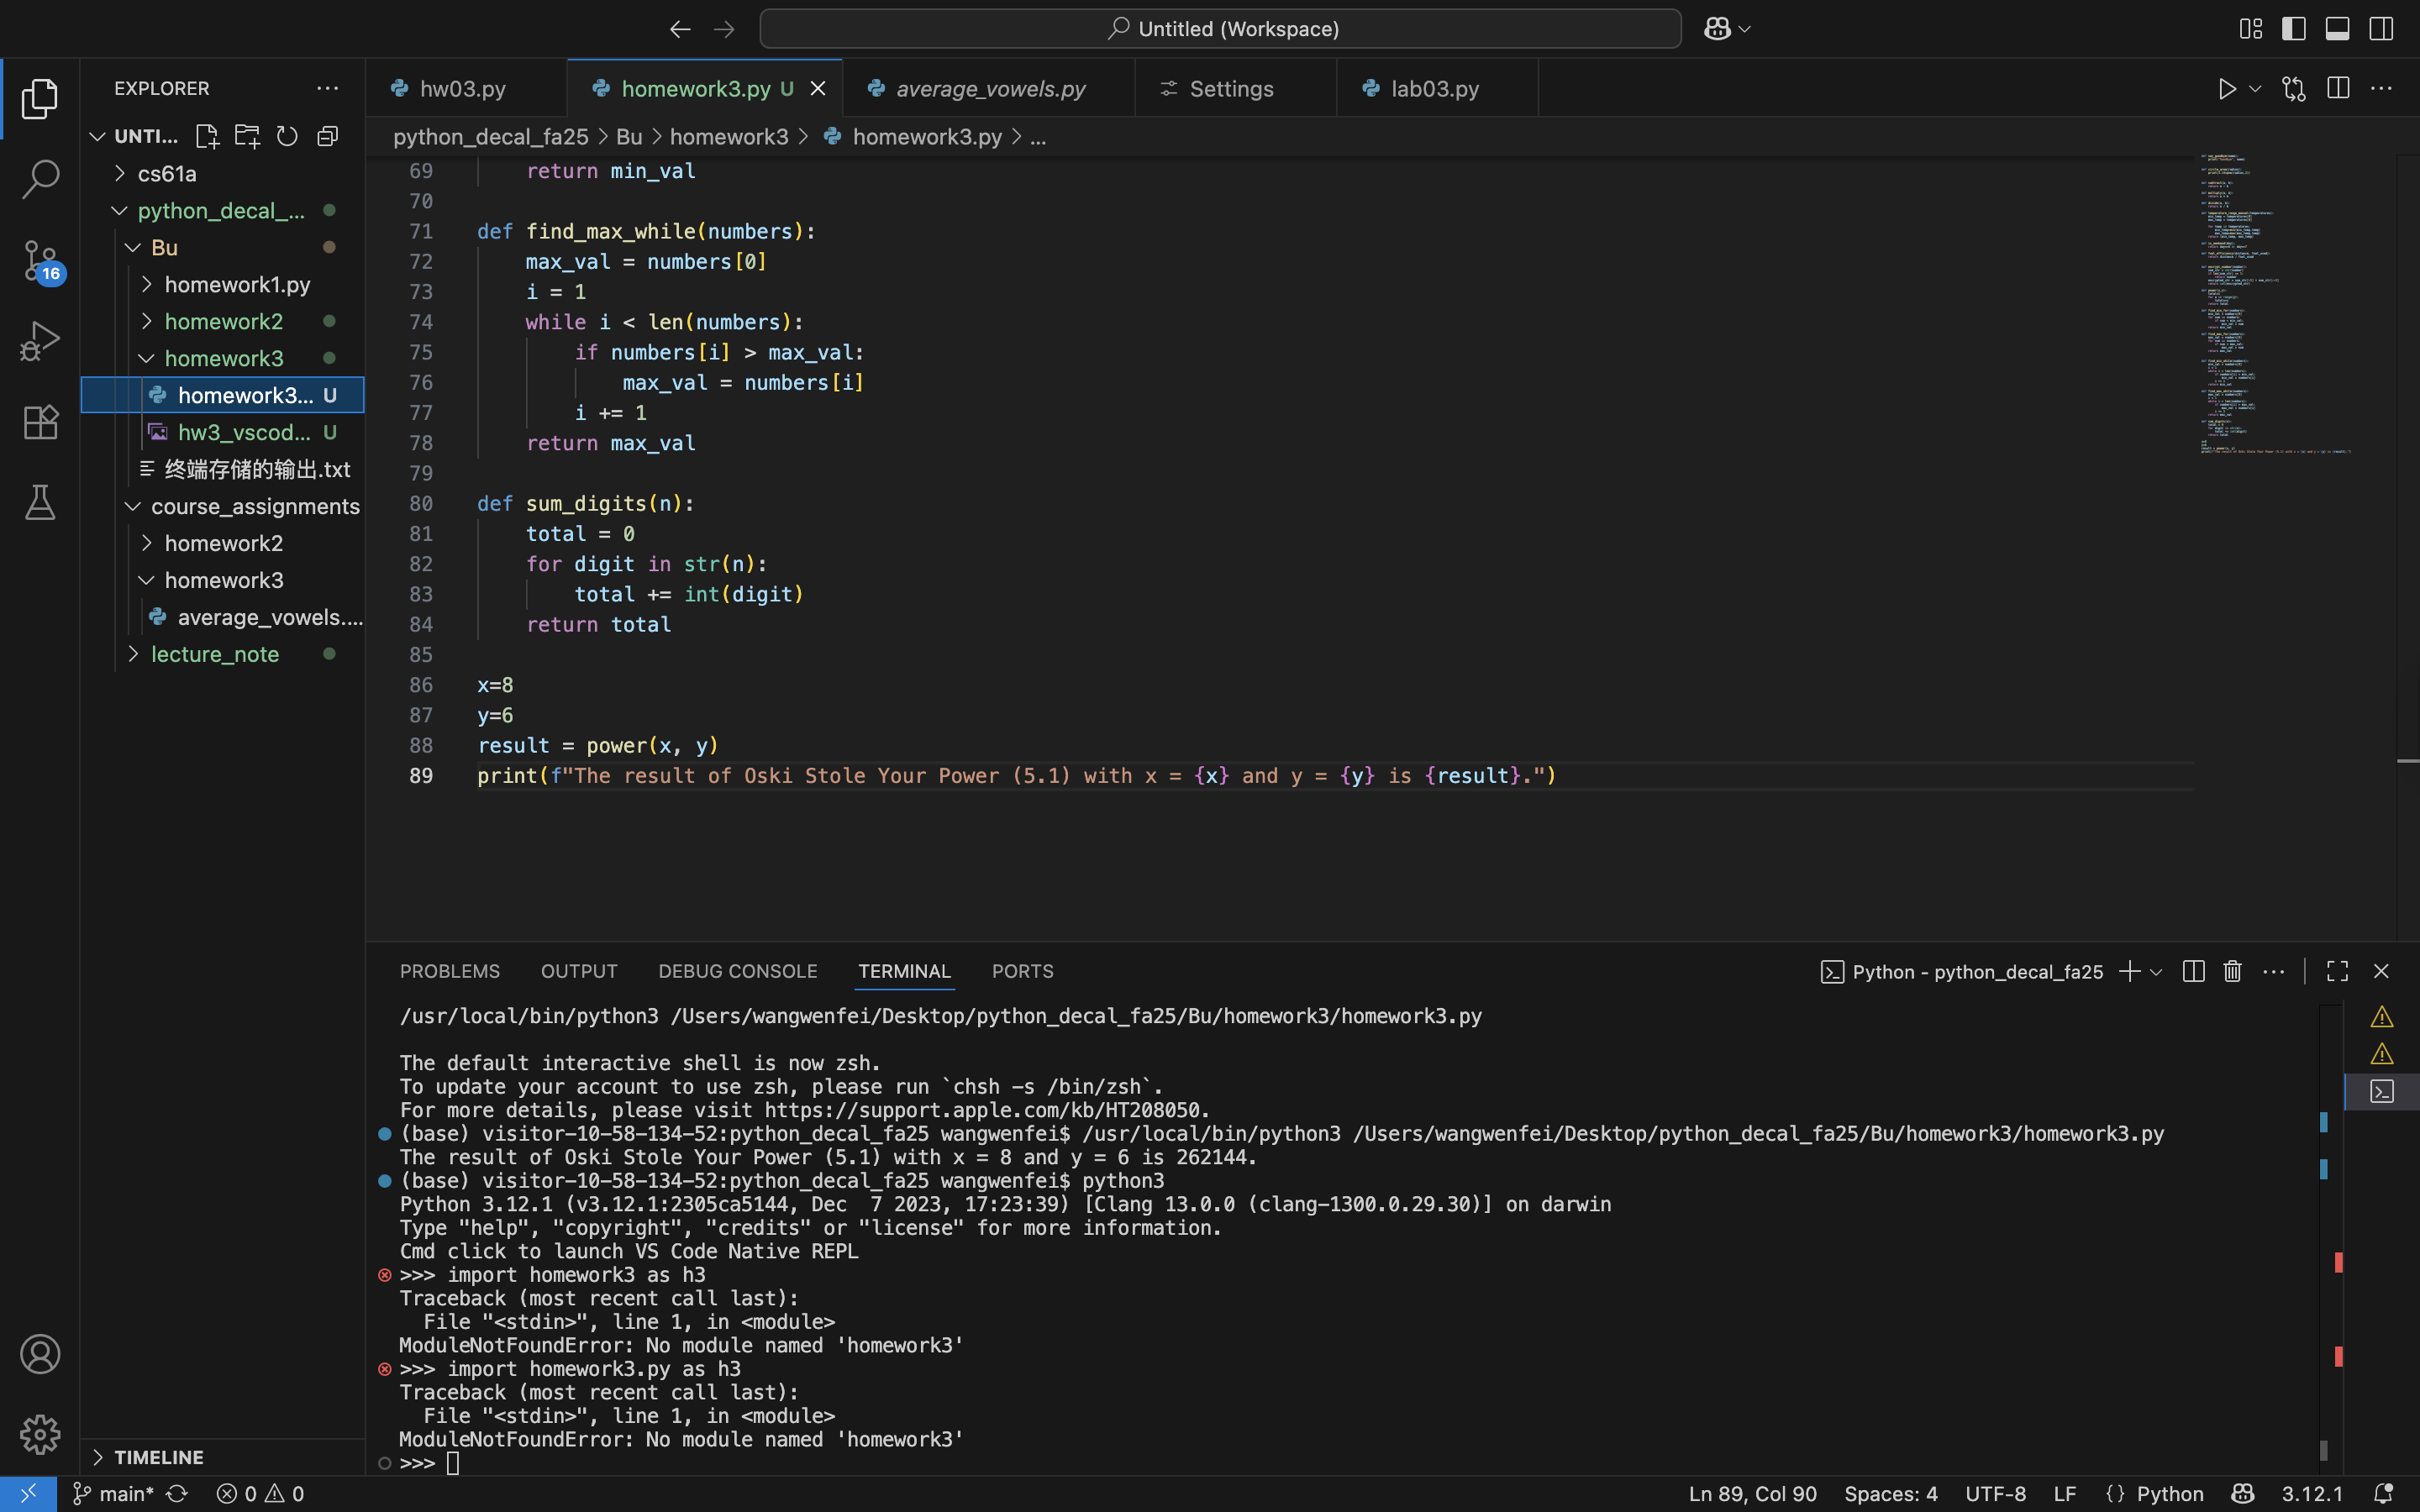 Untitled (Workspace)
EXPLORER
hw03.py
homework3.py U
average_vowels.py
Settings
lab03.py
UNTI...
python_decal_fa25 > Bu > homework3 > homework3.py > ...
cs61a
python_decal_...
Bu
homework1.py
homework2
homework3
homework3... U
hw3_vscod... U
终端存储的输出.txt
course_assignments
homework2
homework3
average_vowels....
lecture_note
16
69 return min_val
70
71 def find_max_while(numbers):
72 max_val = numbers[0]
73 i = 1
74 while i < len(numbers):
75 if numbers[i] > max_val:
76 max_val = numbers[i]
77 i += 1
78 return max_val
79
80 def sum_digits(n):
81 total = 0
82 for digit in str(n):
83 total += int(digit)
84 return total
85
86 x=8
87 y=6
88 result = power(x, y)
89 print(f"The result of Oski Stole Your Power (5.1) with x = {x} and y = {y} is {result}.")
PROBLEMS OUTPUT DEBUG CONSOLE TERMINAL PORTS
Python - python_decal_fa25
/usr/local/bin/python3 /Users/wangwenfei/Desktop/python_decal_fa25/Bu/homework3/homework3.py
The default interactive shell is now zsh.
To update your account to use zsh, please run `chsh -s /bin/zsh`.
For more details, please visit https://support.apple.com/kb/HT208050.
(base) visitor-10-58-134-52:python_decal_fa25 wangwenfei$ /usr/local/bin/python3 /Users/wangwenfei/Desktop/python_decal_fa25/Bu/homework3/homework3.py
The result of Oski Stole Your Power (5.1) with x = 8 and y = 6 is 262144.
(base) visitor-10-58-134-52:python_decal_fa25 wangwenfei$ python3
Python 3.12.1 (v3.12.1:2305ca5144, Dec  7 2023, 17:23:39) [Clang 13.0.0 (clang-1300.0.29.30)] on darwin
Type "help", "copyright", "credits" or "license" for more information.
Cmd click to launch VS Code Native REPL
>>> import homework3 as h3
Traceback (most recent call last):
File "<stdin>", line 1, in <module>
ModuleNotFoundError: No module named 'homework3'
>>> import homework3.py as h3
Traceback (most recent call last):
File "<stdin>", line 1, in <module>
ModuleNotFoundError: No module named 'homework3'
>>>
TIMELINE
main* 0 0
Ln 89, Col 90 Spaces: 4 UTF-8 LF {} Python 3.12.1